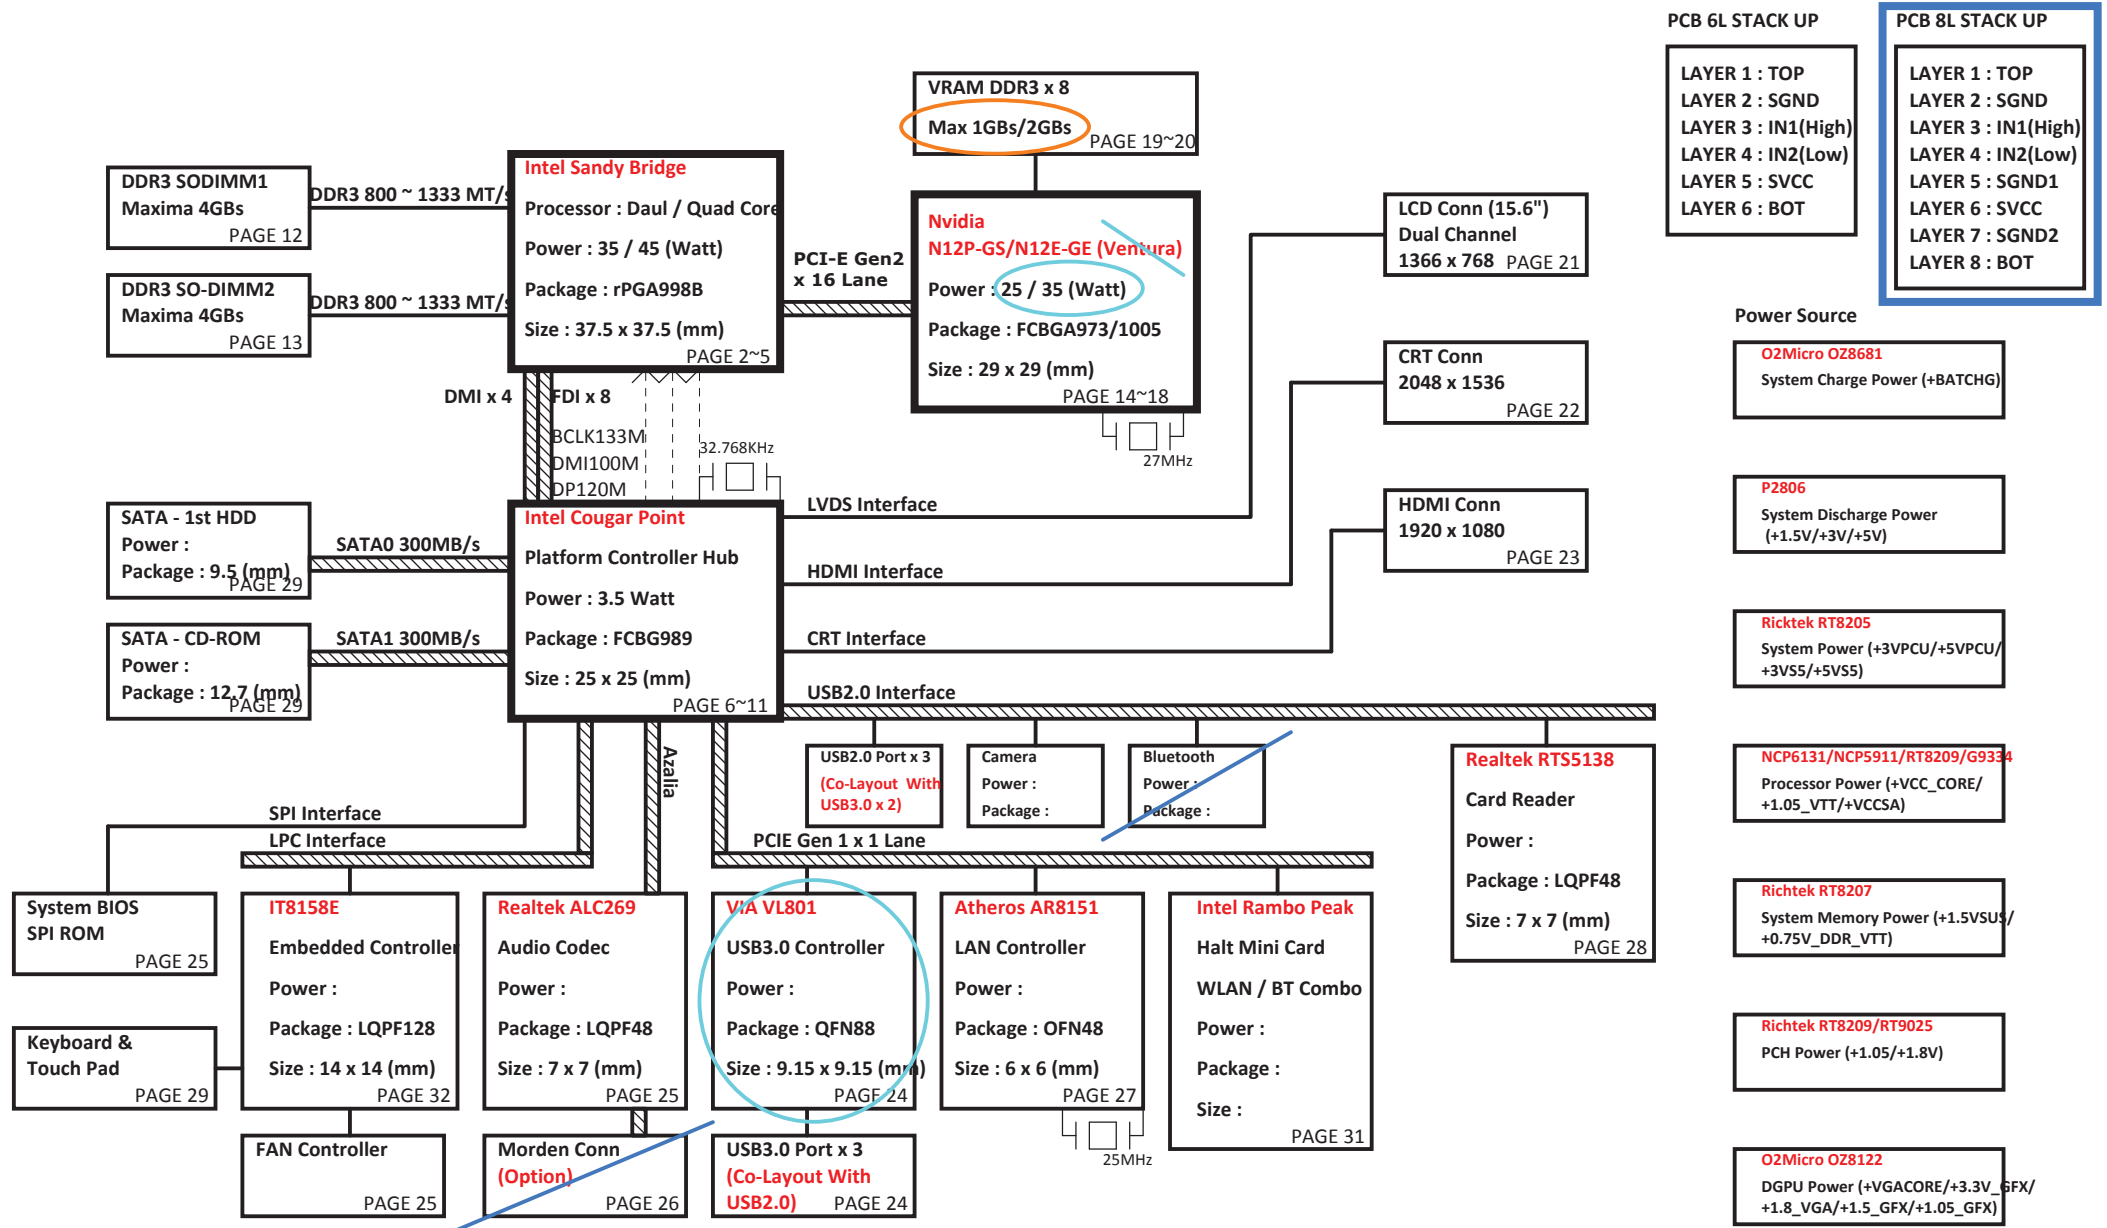 PCB 6L STACK UP
LAYER 1 : TOP
LAYER 2 : SGND
LAYER 3 : IN1(High)
LAYER 4 : IN2(Low)
LAYER 5 : SVCC
LAYER 6 : BOT
PCB 8L STACK UP
LAYER 1 : TOP
LAYER 2 : SGND
LAYER 3 : IN1(High)
LAYER 4 : IN2(Low)
LAYER 5 : SGND1
LAYER 6 : SVCC
LAYER 7 : SGND2
LAYER 8 : BOT
VRAM DDR3 x 8
Max 1GBs/2GBs
PAGE 19~20
DDR3 SODIMM1
Maxima 4GBs
PAGE 12
DDR3 800 ~ 1333 MT/s
DDR3 SO-DIMM2
Maxima 4GBs
PAGE 13
DDR3 800 ~ 1333 MT/s
Intel Sandy Bridge
Processor : Daul / Quad Core
Power : 35 / 45 (Watt)
Package : rPGA998B
Size : 37.5 x 37.5 (mm)
PAGE 2~5
PCI-E Gen2
x 16 Lane
Nvidia
N12P-GS/N12E-GE (Ventura)
Power : 25 / 35 (Watt)
Package : FCBGA973/1005
Size : 29 x 29 (mm)
PAGE 14~18
27MHz
LCD Conn (15.6")
Dual Channel
1366 x 768 PAGE 21
CRT Conn
2048 x 1536
PAGE 22
HDMI Conn
1920 x 1080
PAGE 23
DMI x 4
FDI x 8
BCLK133M
DMI100M
DP120M
32.768KHz
SATA - 1st HDD
Power :
Package : 9.5 (mm)
PAGE 29
SATA0 300MB/s
SATA - CD-ROM
Power :
Package : 12.7 (mm)
PAGE 29
SATA1 300MB/s
Intel Cougar Point
Platform Controller Hub
Power : 3.5 Watt
Package : FCBG989
Size : 25 x 25 (mm)
PAGE 6~11
LVDS Interface
HDMI Interface
CRT Interface
USB2.0 Interface
USB2.0 Port x 3
(Co-Layout With
USB3.0 x 2)
Camera
Power :
Package :
Bluetooth
Power :
Package :
Realtek RTS5138
Card Reader
Power :
Package : LQPF48
Size : 7 x 7 (mm)
PAGE 28
Azalia
SPI Interface
LPC Interface
PCIE Gen 1 x 1 Lane
System BIOS
SPI ROM
PAGE 25
Keyboard &
Touch Pad
PAGE 29
IT8158E
Embedded Controller
Power :
Package : LQPF128
Size : 14 x 14 (mm)
PAGE 32
FAN Controller
PAGE 25
Realtek ALC269
Audio Codec
Power :
Package : LQPF48
Size : 7 x 7 (mm)
PAGE 25
Morden Conn
(Option)
PAGE 26
VIA VL801
USB3.0 Controller
Power :
Package : QFN88
Size : 9.15 x 9.15 (mm)
PAGE 24
USB3.0 Port x 3
(Co-Layout With
USB2.0) PAGE 24
Atheros AR8151
LAN Controller
Power :
Package : OFN48
Size : 6 x 6 (mm)
PAGE 27
25MHz
Intel Rambo Peak
Halt Mini Card
WLAN / BT Combo
Power :
Package :
Size :
PAGE 31
Power Source
O2Micro OZ8681
System Charge Power (+BATCHG)
P2806
System Discharge Power
(+1.5V/+3V/+5V)
Ricktek RT8205
System Power (+3VPCU/+5VPCU/
+3VS5/+5VS5)
NCP6131/NCP5911/RT8209/G9334
Processor Power (+VCC_CORE/
+1.05_VTT/+VCCSA)
Richtek RT8207
System Memory Power (+1.5VSUS/
+0.75V_DDR_VTT)
Richtek RT8209/RT9025
PCH Power (+1.05/+1.8V)
O2Micro OZ8122
DGPU Power (+VGACORE/+3.3V_GFX/
+1.8_VGA/+1.5_GFX/+1.05_GFX)